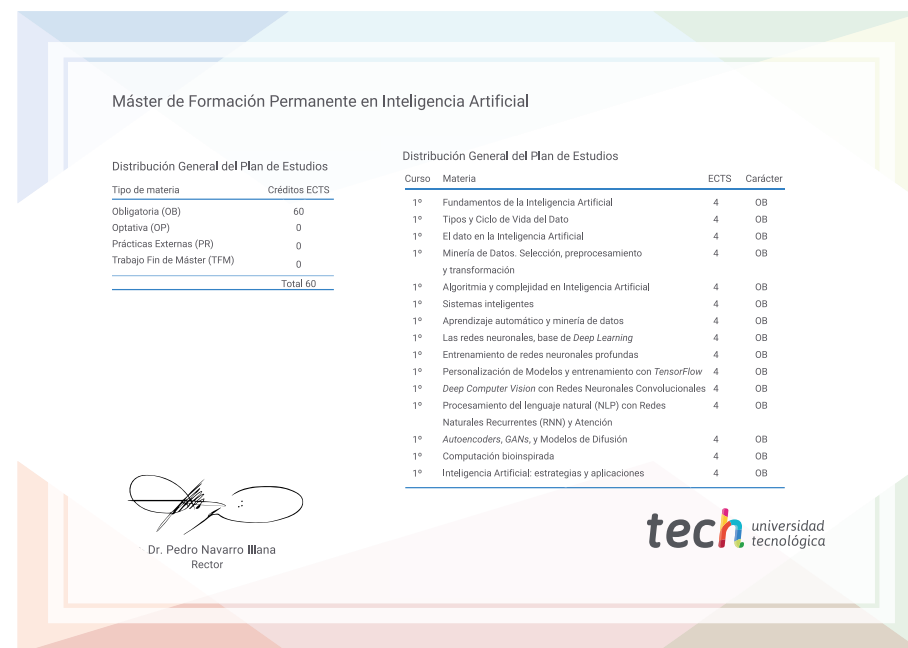 Máster de Formación Permanente en Inteligencia Artificial
Distribución General del Plan de Estudios
Tipo de materia Créditos ECTS
Obligatoria (OB) 60
Optativa (OP) 0
Prácticas Externas (PR) 0
Trabajo Fin de Máster (TFM) 0
Total 60
Distribución General del Plan de Estudios
Curso Materia ECTS Carácter
1º Fundamentos de la Inteligencia Artificial 4 OB
1º Tipos y Ciclo de Vida del Dato 4 OB
1º El dato en la Inteligencia Artificial 4 OB
1º Minería de Datos. Selección, preprocesamiento 4 OB
y transformación
1º Algoritmia y complejidad en Inteligencia Artificial 4 OB
1º Sistemas inteligentes 4 OB
1º Aprendizaje automático y minería de datos 4 OB
1º Las redes neuronales, base de Deep Learning 4 OB
1º Entrenamiento de redes neuronales profundas 4 OB
1º Personalización de Modelos y entrenamiento con TensorFlow 4 OB
1º Deep Computer Vision con Redes Neuronales Convolucionales 4 OB
1º Procesamiento del lenguaje natural (NLP) con Redes 4 OB
Naturales Recurrentes (RNN) y Atención
1º Autoencoders, GANs, y Modelos de Difusión 4 OB
1º Computación bioinspirada 4 OB
1º Inteligencia Artificial: estrategias y aplicaciones 4 OB
Dr. Pedro Navarro Illana
Rector
tech universidad
tecnológica